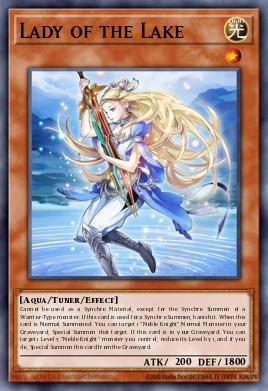 LADY OF THE LAKE
光
[AQUA/TUNER/EFFECT]
Cannot be used as a Synchro Material, except for the Synchro Summon of a
Warrior-Type monster. If this card is used for a Synchro Summon, banish it. When this
card is Normal Summoned: You can target 1 "Noble Knight" Normal Monster in your
Graveyard; Special Summon that target. If this card is in your Graveyard: You can
target 1 Level 5 "Noble Knight" monster you control; reduce its Level by 1, and if you
do, Special Summon this card from the Graveyard.
ATK/ 200 DEF/1800